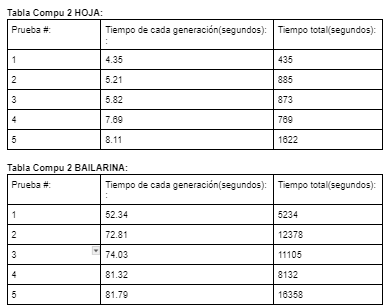 Tabla Compu 2 HOJA:
Prueba #: Tiempo de cada generación(segundos): Tiempo total(segundos):
:
1 4.35 435
2 5.21 885
3 5.82 873
4 7.69 769
5 8.11 1622
Tabla Compu 2 BAILARINA:
Prueba #: Tiempo de cada generación(segundos): Tiempo total(segundos):
:
1 52.34 5234
2 72.81 12378
3 74.03 11105
4 81.32 8132
5 81.79 16358